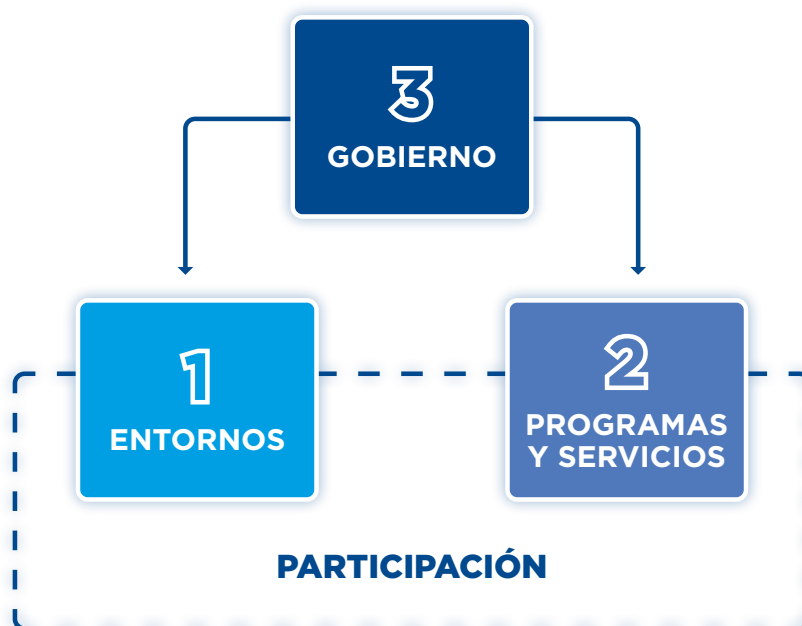 3
GOBIERNO
1
ENTORNOS
2
PROGRAMAS
Y SERVICIOS
PARTICIPACIÓN